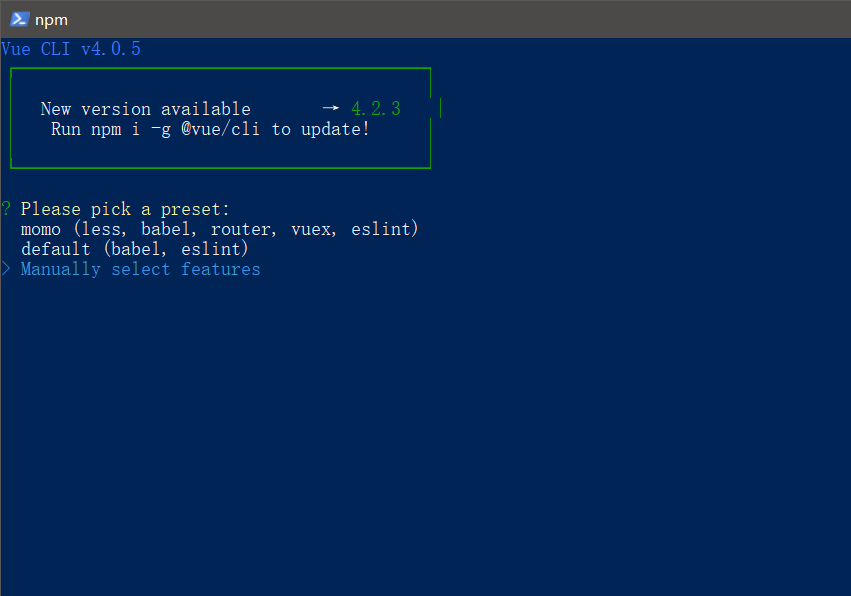 npm
Vue CLI v4.0.5
New version available → 4.2.3
Run npm i -g @vue/cli to update!
? Please pick a preset:
momo (less, babel, router, vuex, eslint)
default (babel, eslint)
> Manually select features